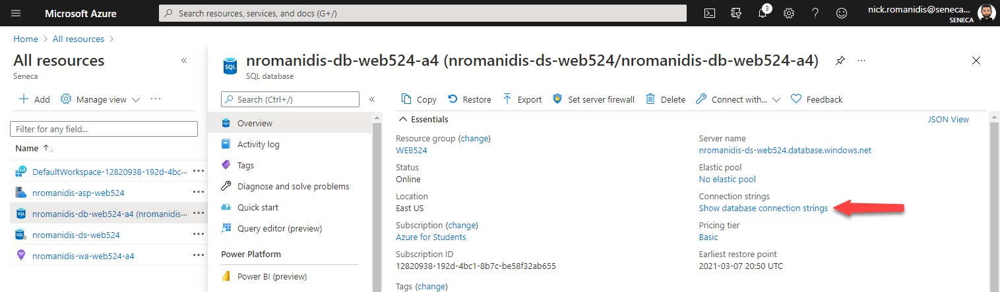 Microsoft Azure
Search resources, services, and docs (G+/)
3
nick.romanidis@seneca...
SENECA
Home > All resources >
All resources
Seneca
«
+ Add
Manage view
...
Filter for any field...
Name ↑↓
DefaultWorkspace-12820938-192d-4bc... ...
nromanidis-asp-web524 ...
nromanidis-db-web524-a4 (nromanidis... ...
nromanidis-ds-web524 ...
nromanidis-wa-web524-a4 ...
SQL
nromanidis-db-web524-a4 (nromanidis-ds-web524/nromanidis-db-web524-a4)
...
SQL database
Search (Ctrl+/)
«
Overview
Activity log
Tags
Diagnose and solve problems
Quick start
Query editor (preview)
Power Platform
Power BI (preview)
Copy
Restore
Export
Set server firewall
Delete
Connect with...
Feedback
Essentials
JSON View
Resource group (change)
WEB524
Status
Online
Location
East US
Subscription (change)
Azure for Students
Subscription ID
12820938-192d-4bc1-8b7c-be58f32ab655
Tags (change)
Server name
nromanidis-ds-web524.database.windows.net
Elastic pool
No elastic pool
Connection strings
Show database connection strings
Pricing tier
Basic
Earliest restore point
2021-03-07 20:50 UTC